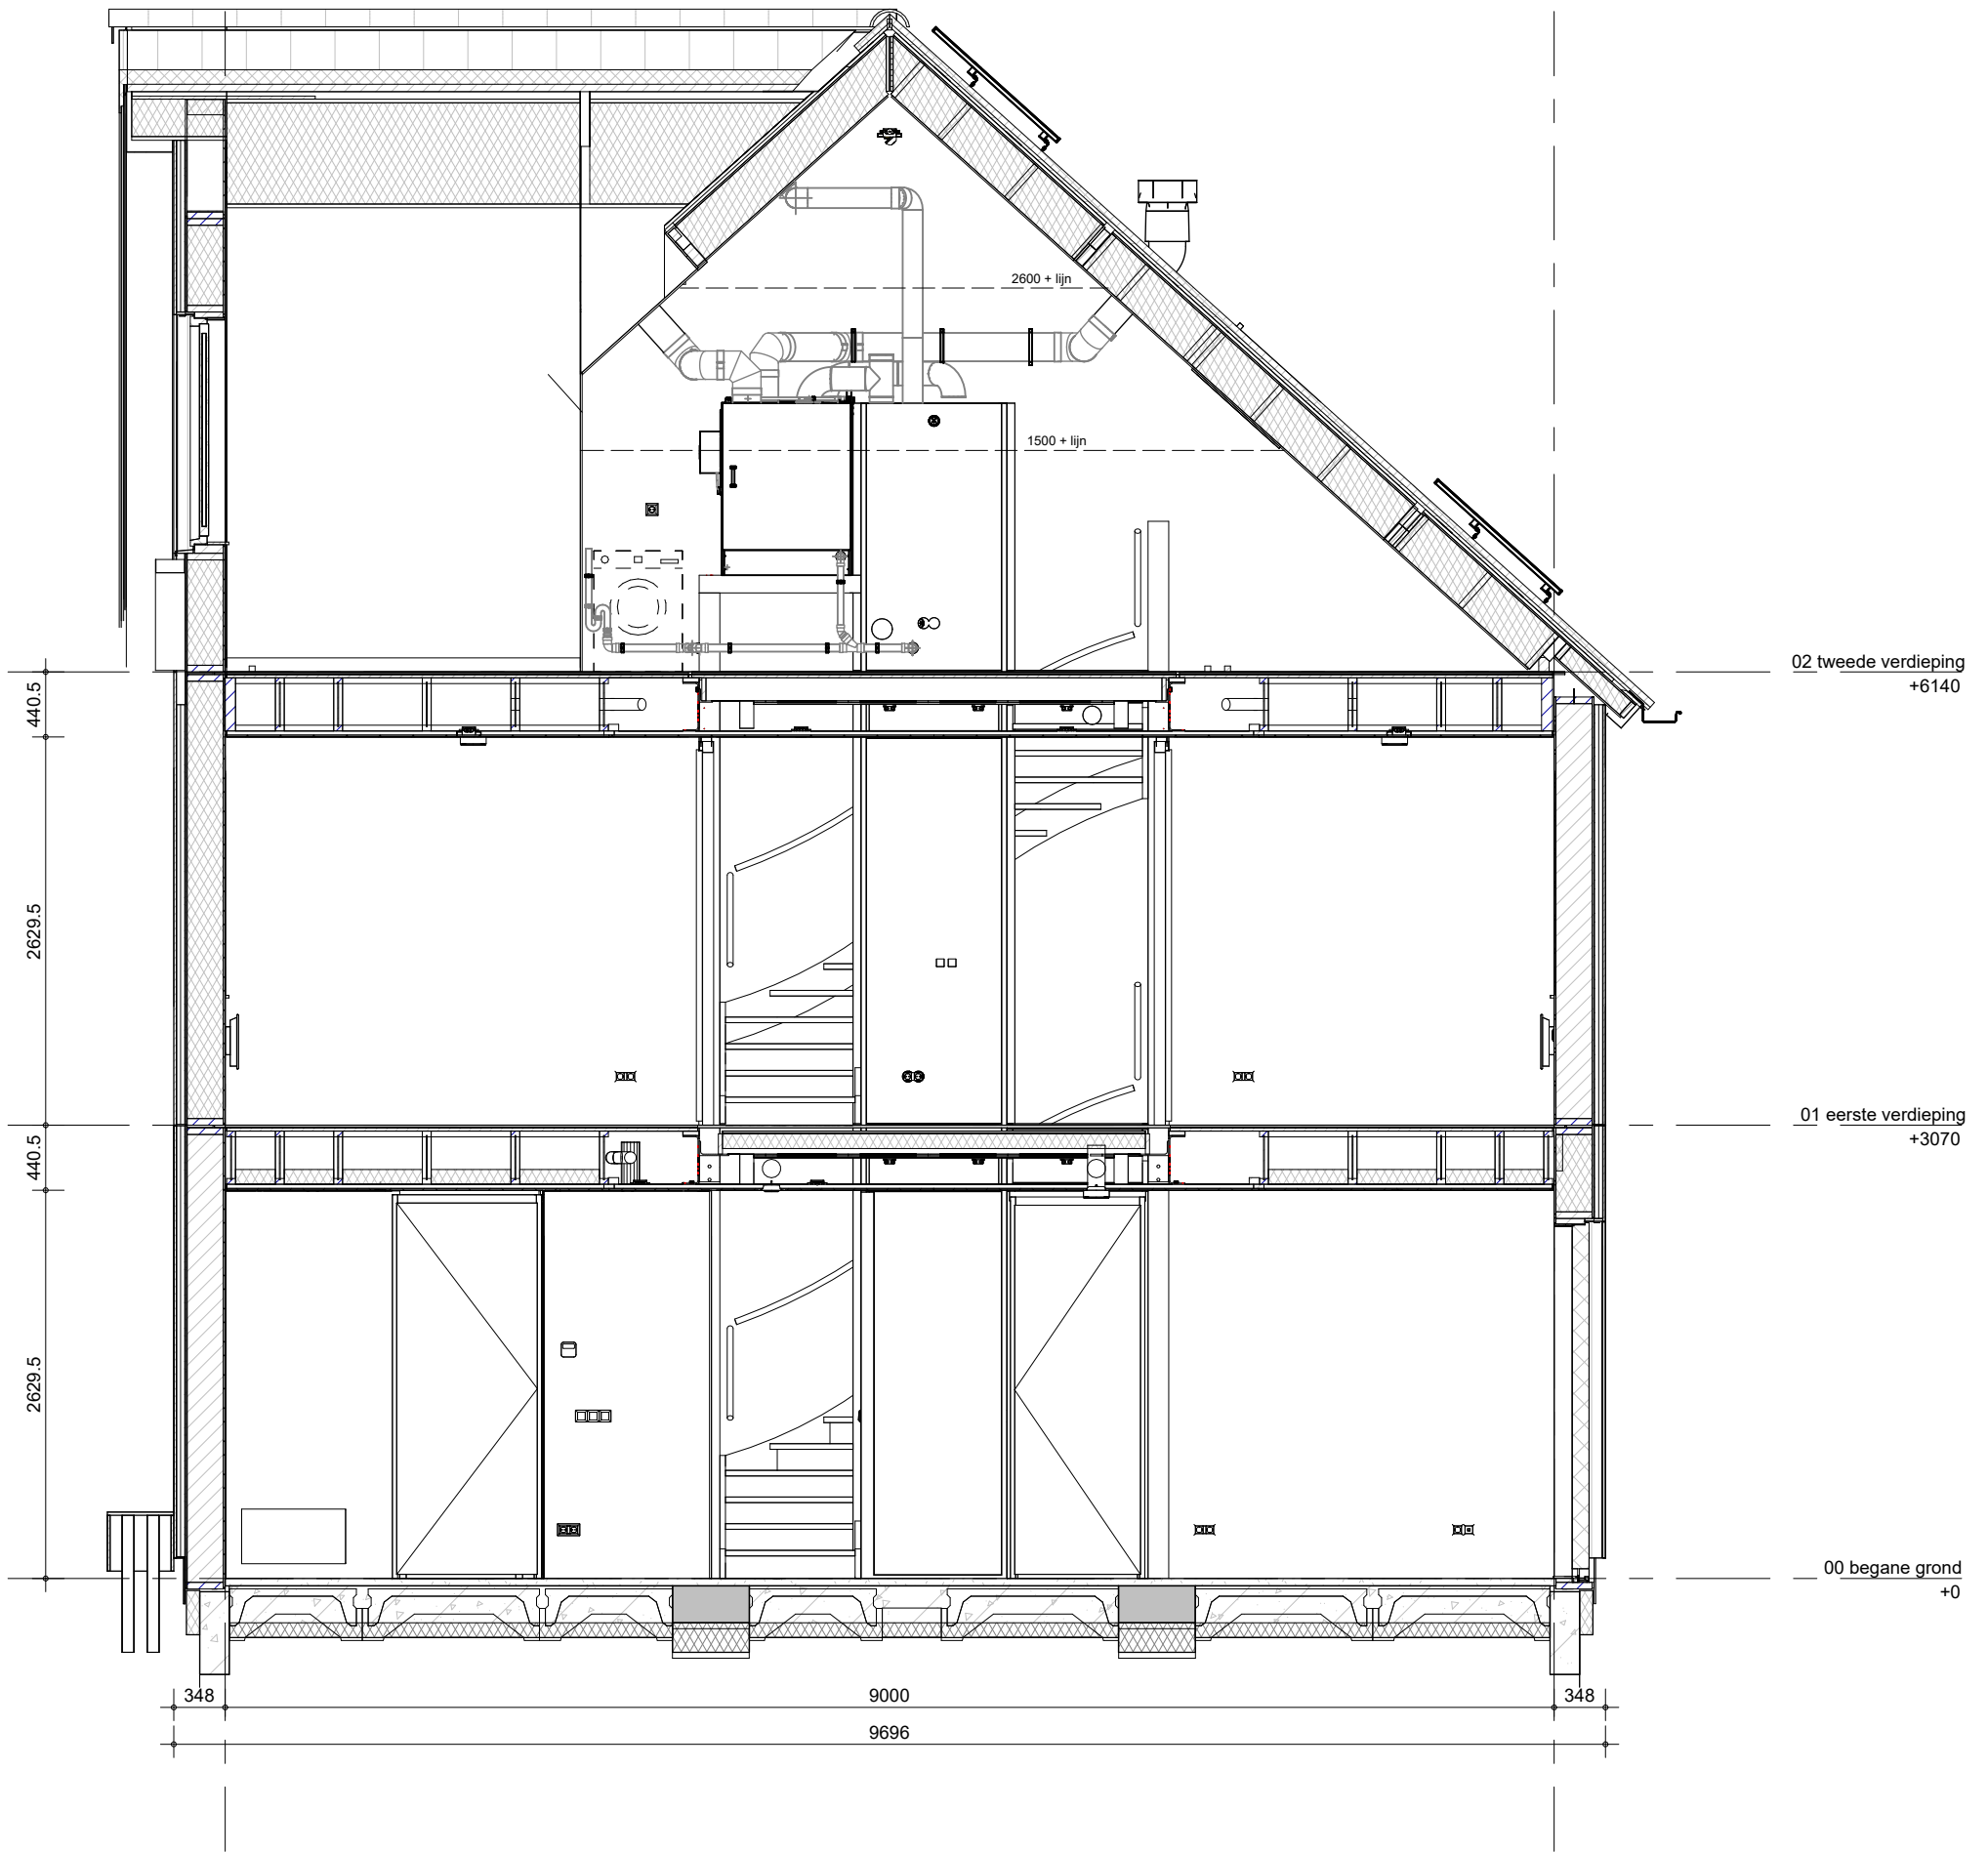 2600 + lijn
1500 + lijn
02 tweede verdieping
+6140
440.5
2629.5
01 eerste verdieping
+3070
440.5
2629.5
00 begane grond
+0
348
9000
348
9696